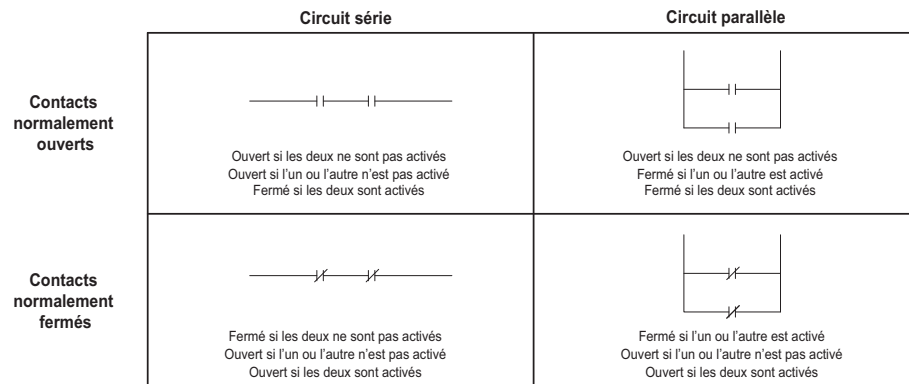 Circuit série
Circuit parallèle
Contacts
normalement
ouverts
Ouvert si les deux ne sont pas activés
Ouvert si l'un ou l'autre n'est pas activé
Fermé si les deux sont activés
Ouvert si les deux ne sont pas activés
Fermé si l'un ou l'autre est activé
Fermé si les deux sont activés
Contacts
normalement
fermés
Fermé si les deux ne sont pas activés
Ouvert si l'un ou l'autre n'est pas activé
Ouvert si les deux sont activés
Fermé si l'un ou l'autre est activé
Ouvert si l'un ou l'autre n'est pas activé
Ouvert si les deux sont activés